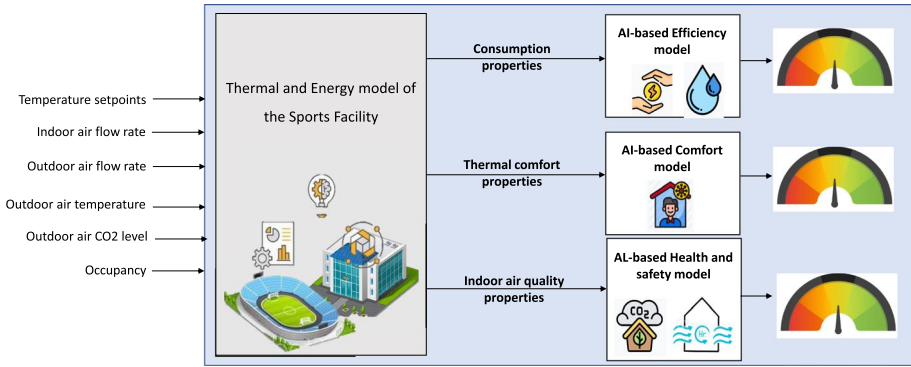 Temperature setpoints
Indoor air flow rate
Outdoor air flow rate
Outdoor air temperature
Outdoor air CO2 level
Occupancy
Thermal and Energy model of
the Sports Facility
Consumption
properties
Thermal comfort
properties
Indoor air quality
properties
AI-based Efficiency
model
AI-based Comfort
model
AL-based Health and
safety model
CO₂